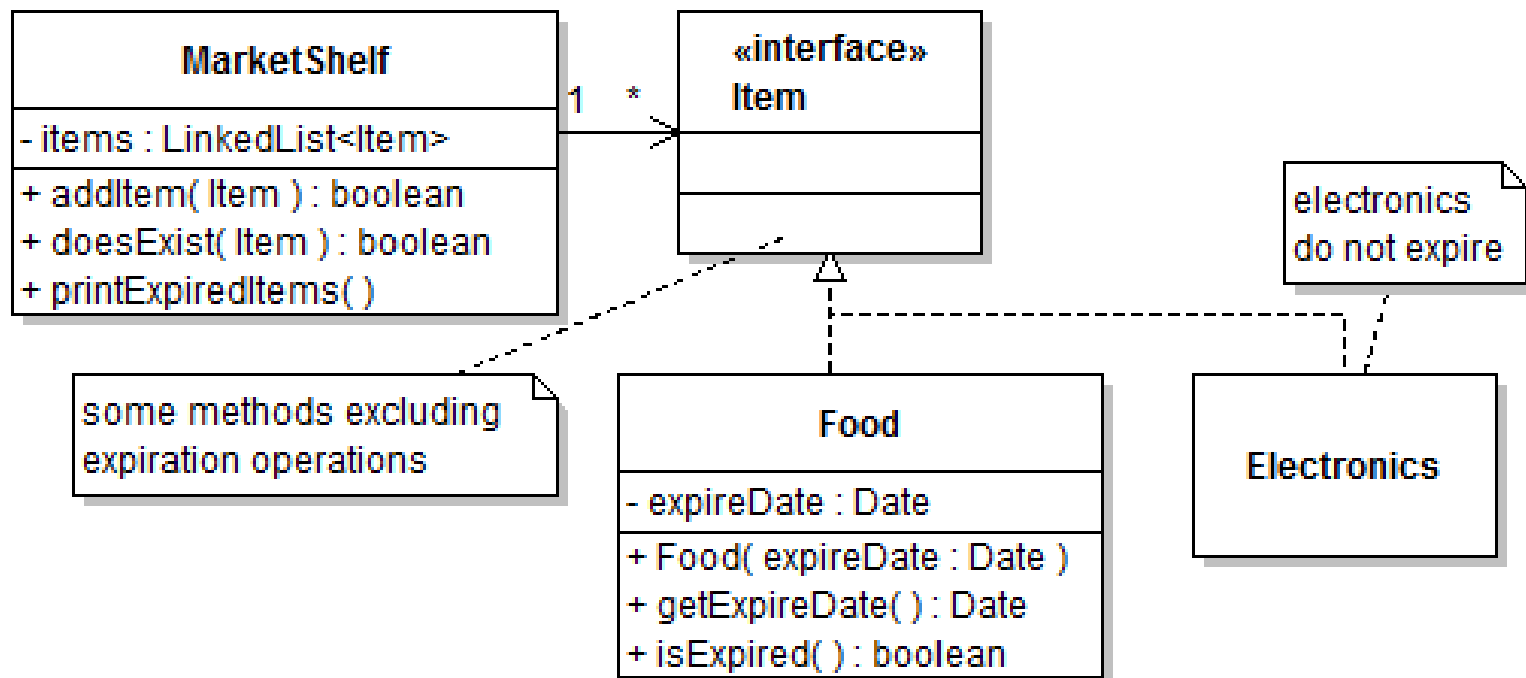 MarketShelf
- items : LinkedList<Item>
+ addItem( Item ) : boolean
+ doesExist( Item ) : boolean
+ printExpiredItems( )
1 *
«interface»
Item
electronics
do not expire
some methods excluding
expiration operations
Food
- expireDate : Date
+ Food( expireDate : Date )
+ getExpireDate( ) : Date
+ isExpired( ) : boolean
Electronics